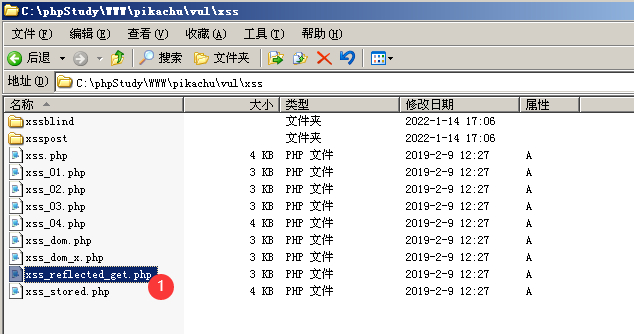 C:\phpStudy\WWW\pikachu\vul\xss
文件(F) 编辑(E) 查看(V) 收藏(A) 工具(T) 帮助(H)
后退 搜索 文件夹
地址(D) C:\phpStudy\WWW\pikachu\vul\xss
名称 大小 类型 修改日期 属性
xssblind 文件夹 2022-1-14 17:06
xsspost 文件夹 2022-1-14 17:06
xss.php 4 KB PHP 文件 2019-2-9 12:27 A
xss_01.php 3 KB PHP 文件 2019-2-9 12:27 A
xss_02.php 3 KB PHP 文件 2019-2-9 12:27 A
xss_03.php 3 KB PHP 文件 2019-2-9 12:27 A
xss_04.php 4 KB PHP 文件 2019-2-9 12:27 A
xss_dom.php 3 KB PHP 文件 2019-2-9 12:27 A
xss_dom_x.php 3 KB PHP 文件 2019-2-9 12:27 A
xss_reflected_get.php 3 KB PHP 文件 2019-2-9 12:27 A
1
xss_stored.php 4 KB PHP 文件 2019-2-9 12:27 A